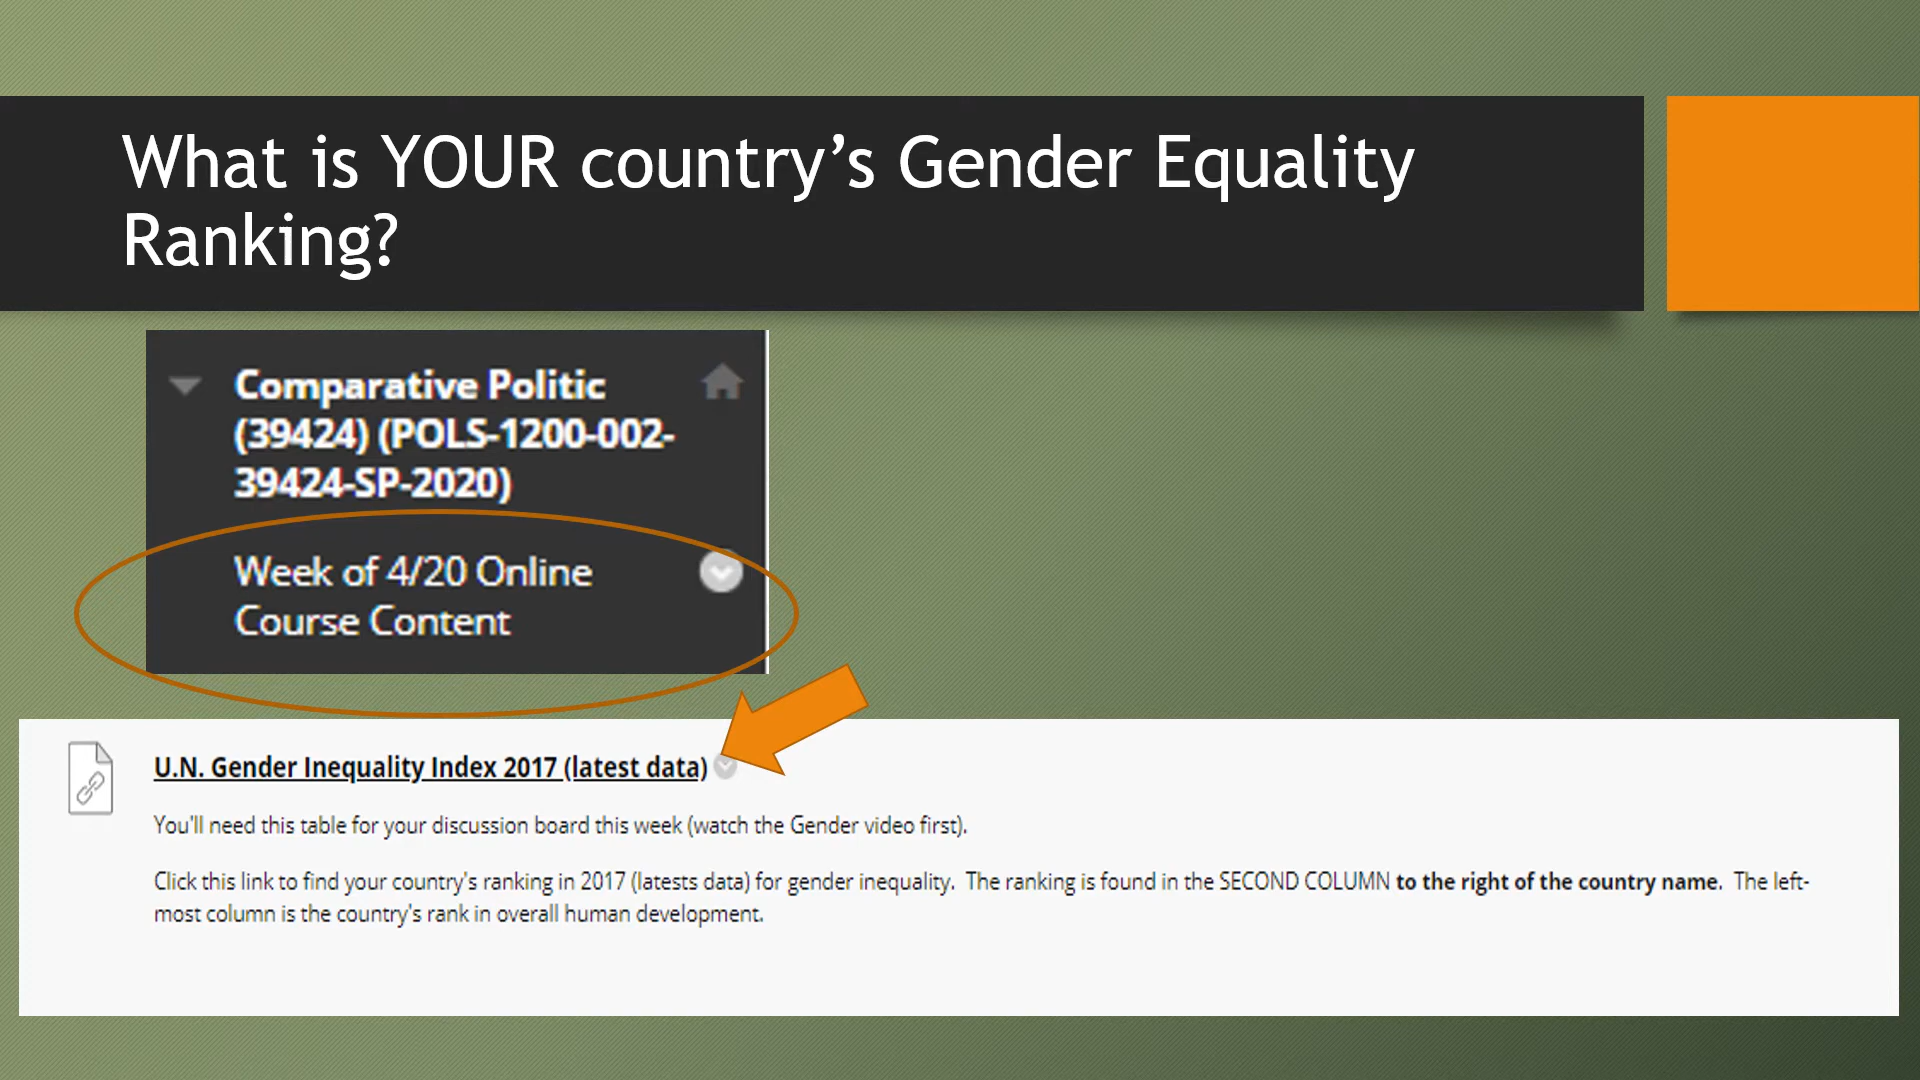 What is YOUR country’s Gender Equality
Ranking?
Comparative Politic
(39424) (POLS-1200-002-
39424-SP-2020)
Week of 4/20 Online
Course Content
U.N. Gender Inequality Index 2017 (latest data)
You'll need this table for your discussion board this week (watch the Gender video first).
Click this link to find your country's ranking in 2017 (latests data) for gender inequality.  The ranking is found in the SECOND COLUMN to the right of the country name.  The left-
most column is the country's rank in overall human development.